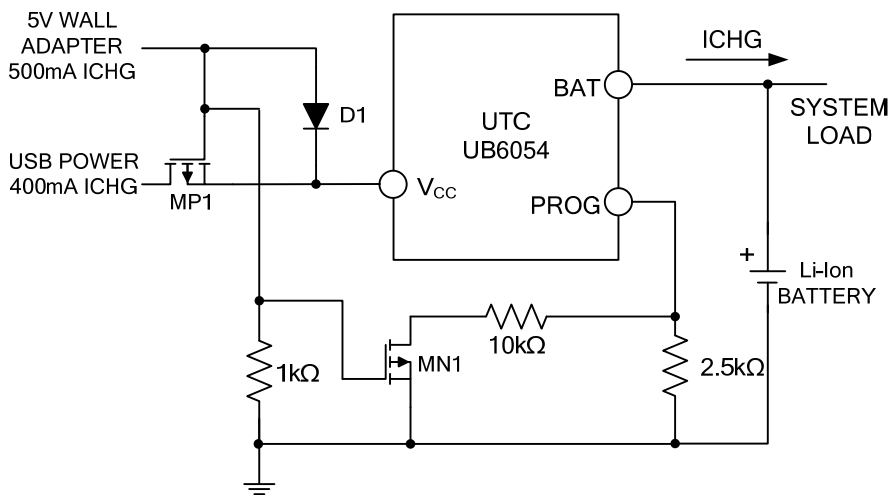 5V WALL
ADAPTER
500mA ICHG
USB POWER
400mA ICHG
MP1
D1
UTC
UB6054
VCC
BAT
PROG
ICHG
SYSTEM
LOAD
+
Li-Ion
BATTERY
1kΩ
MN1
10kΩ
2.5kΩ